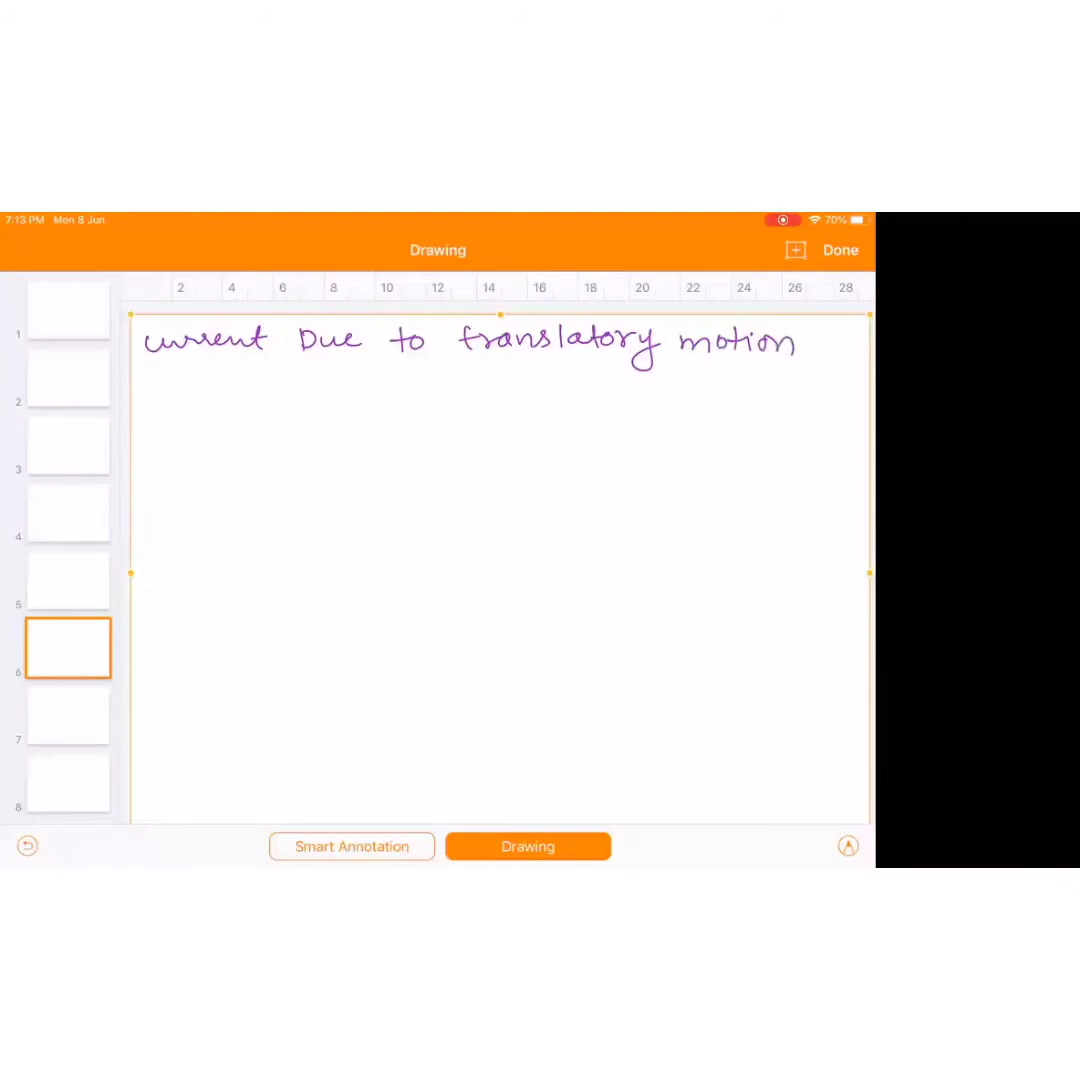 7:13 PM Mon 8 Jun 70%
Drawing
Done
2 4 6 8 10 12 14 16 18 20 22 24 26 28
current Due to translatory motion
1
2
3
4
5
6
7
8
Smart Annotation Drawing